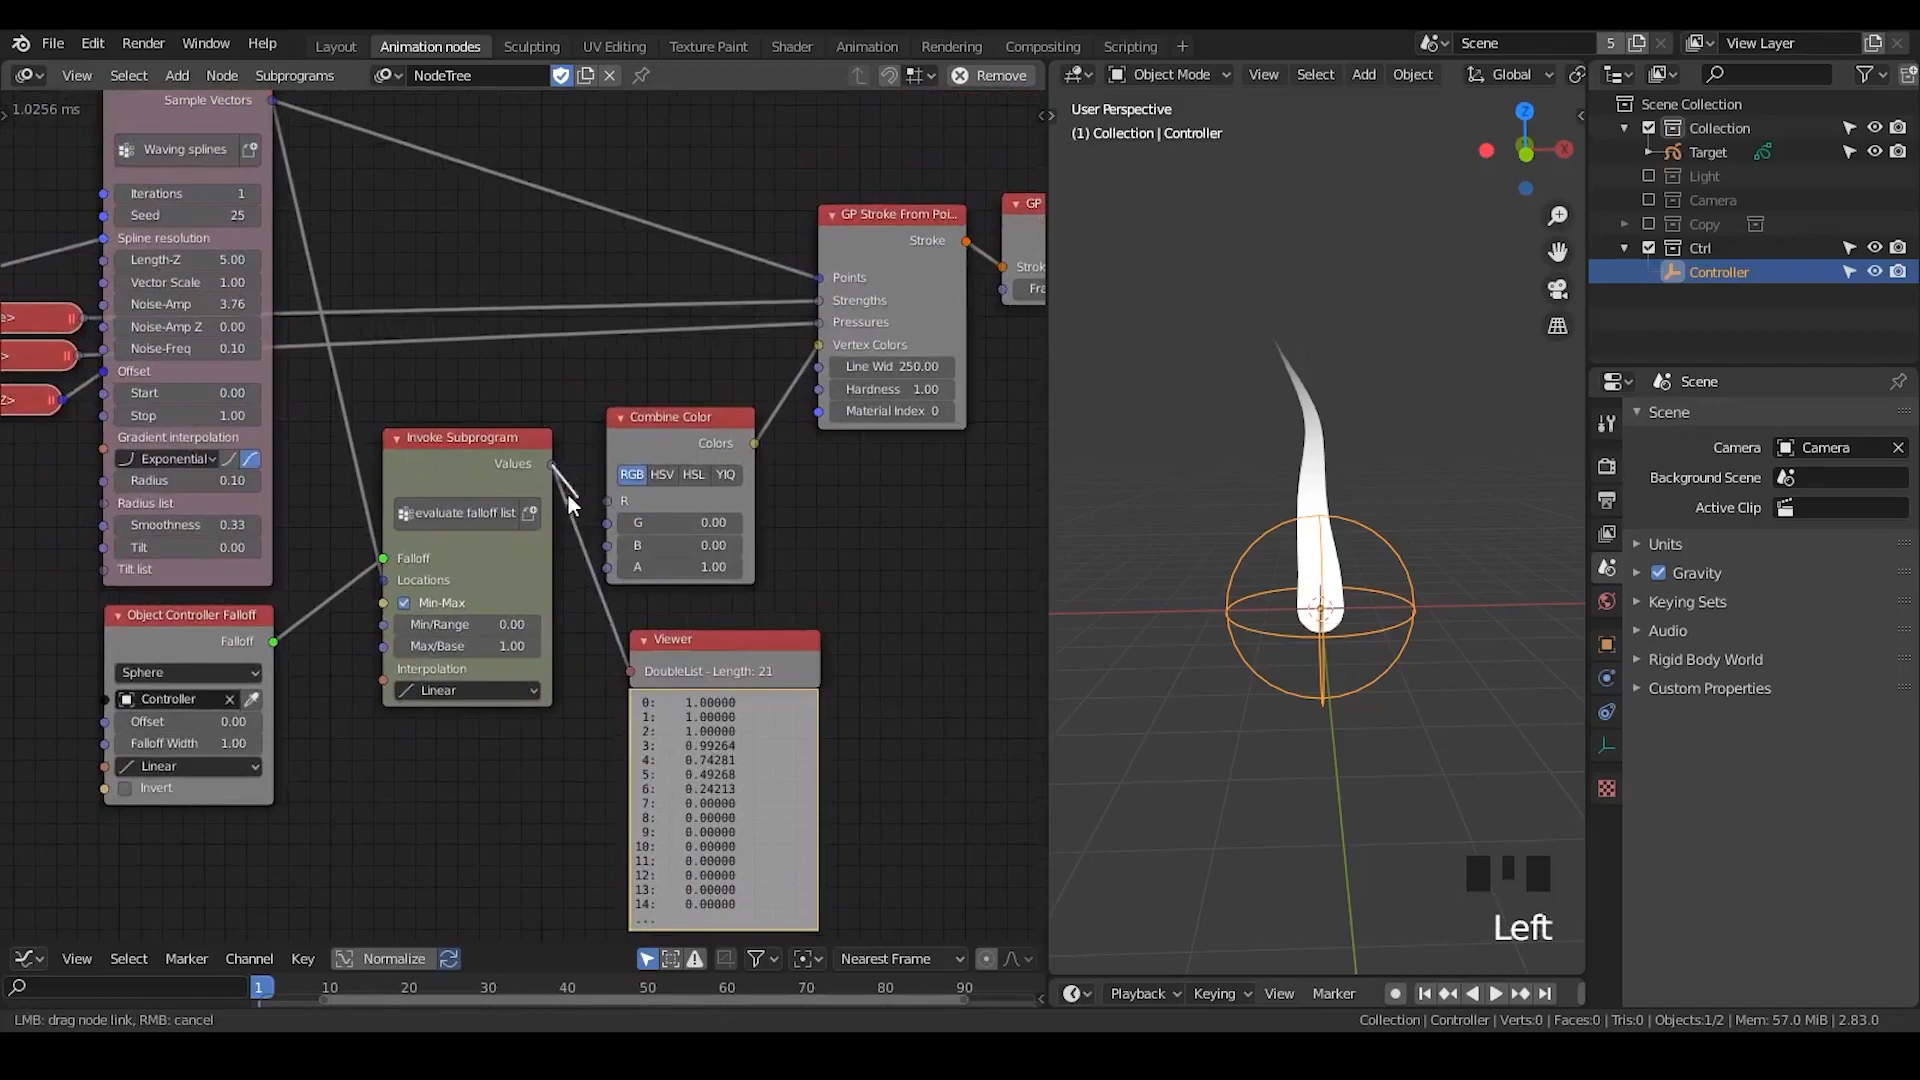 File Edit Render Window Help Layout Animation nodes Sculpting UV Editing Texture Paint Shader Animation Rendering Compositing Scripting + Scene 5 View Layer
View Select Add Node Subprograms NodeTree Remove Object Mode View Select Add Object Global
1.0256 ms
Sample Vectors
Waving splines
Iterations 1
Seed 25
Spline resolution
Length-Z 5.00
Vector Scale 1.00
Noise-Amp 3.76
Noise-Amp Z 0.00
Noise-Freq 0.10
Offset
Start 0.00
Stop 1.00
Gradient interpolation
Exponential
Radius 0.10
Radius list
Smoothness 0.33
Tilt 0.00
Tilt list
Object Controller Falloff
Falloff
Sphere
Controller
Offset 0.00
Falloff Width 1.00
Linear
Invert
Invoke Subprogram
Values
evaluate falloff list
Falloff
Locations
Min-Max
Min/Range 0.00
Max/Base 1.00
Interpolation
Linear
Combine Color
Colors
RGB HSV HSL YIQ
R
G 0.00
B 0.00
A 1.00
Viewer
DoubleList - Length: 21
0: 1.00000
1: 1.00000
2: 1.00000
3: 0.99264
4: 0.74281
5: 0.49268
6: 0.24213
7: 0.00000
8: 0.00000
9: 0.00000
10: 0.00000
11: 0.00000
12: 0.00000
13: 0.00000
14: 0.00000
...
GP Stroke From Poi...
Stroke
Points
Strengths
Pressures
Vertex Colors
Line Wid 250.00
Hardness 1.00
Material Index 0
GP
Strok
Fra
User Perspective
(1) Collection | Controller
Z
X
Left
Scene Collection
Collection
Target
Light
Camera
Copy
Ctrl
Controller
Scene
Scene
Camera Camera
Background Scene
Active Clip
Units
Gravity
Keying Sets
Audio
Rigid Body World
Custom Properties
View Select Marker Channel Key Normalize Nearest Frame
1 10 20 30 40 50 60 70 80 90
Playback Keying View Marker
LMB: drag node link, RMB: cancel
Collection | Controller | Verts:0 | Faces:0 | Tris:0 | Objects:1/2 | Mem: 57.0 MiB | 2.83.0